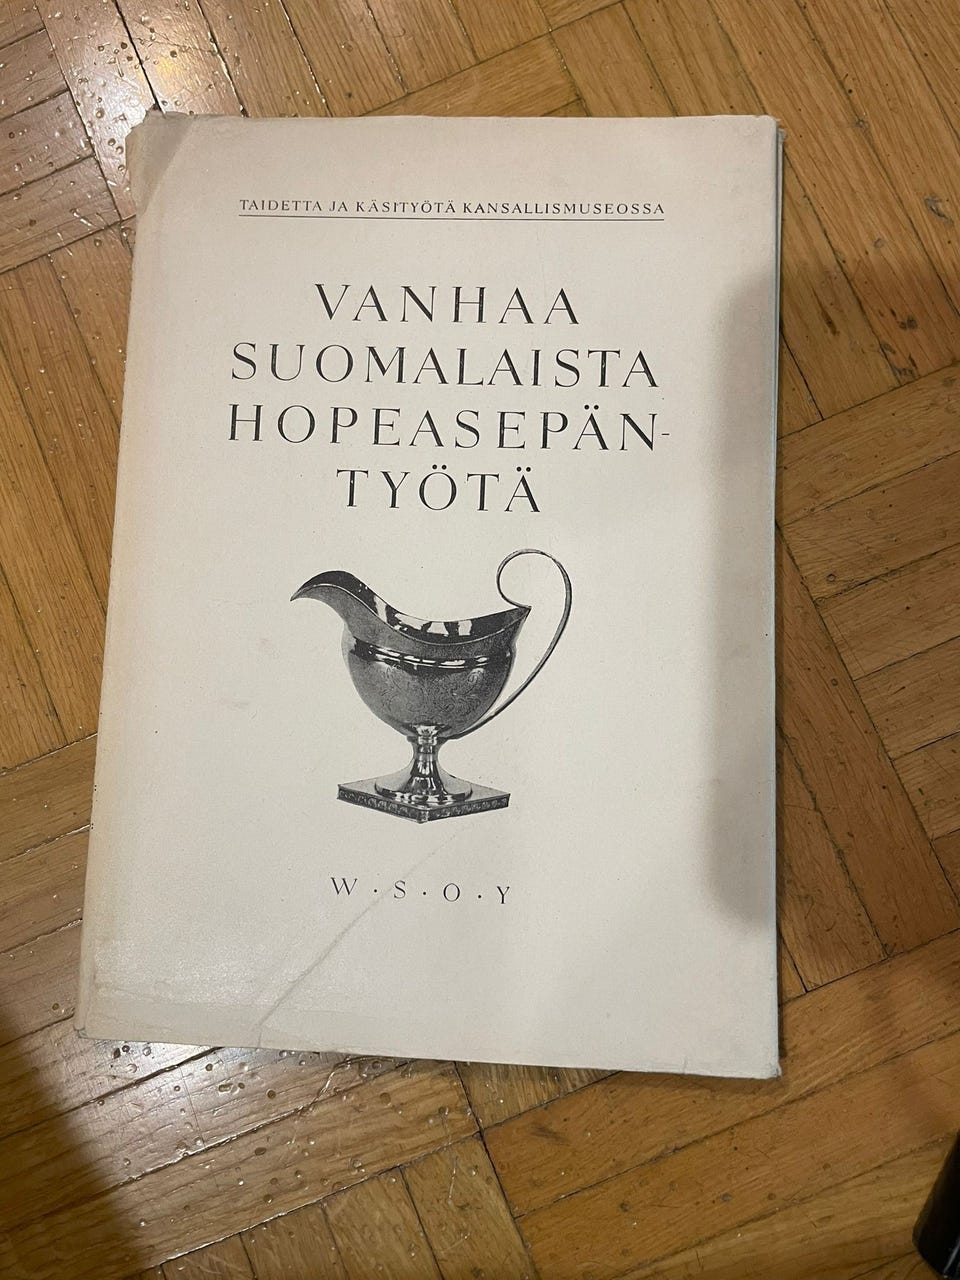 TAIDETTA JA KÄSITYÖTÄ KANSALLISMUSEOSSA
VANHAA
SUOMALAISTA
HOPEASEPÄN-
TYÖTÄ
W·S·O·Y